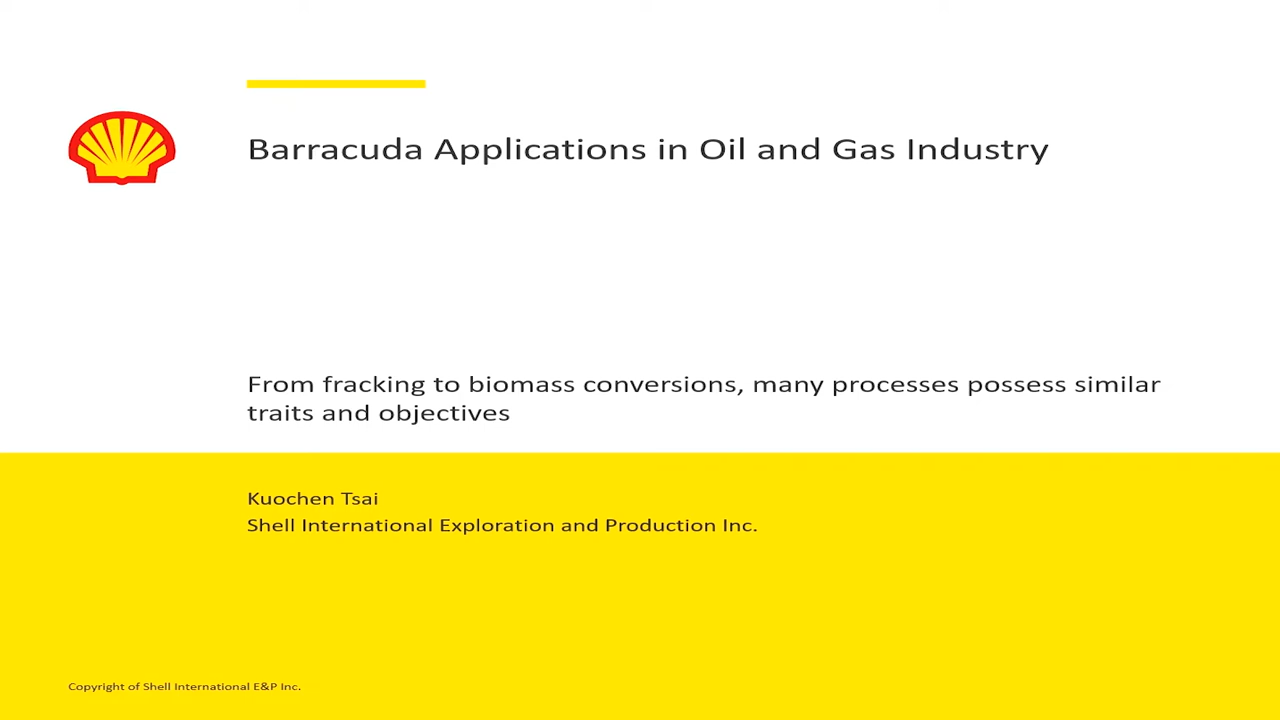 Barracuda Applications in Oil and Gas Industry
From fracking to biomass conversions, many processes possess similar
traits and objectives
Kuochen Tsai
Shell International Exploration and Production Inc.
Copyright of Shell International E&P Inc.